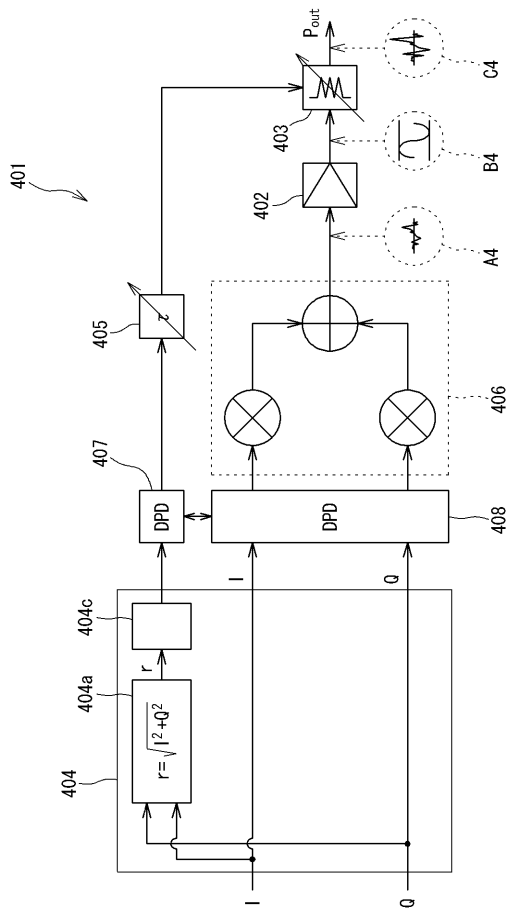 401
404
404a
404c
407
405
r=√I²+Q²
r
DPD
τ
I
I
DPD
402
403
Pout
Q
Q
408
406
A4
B4
C4